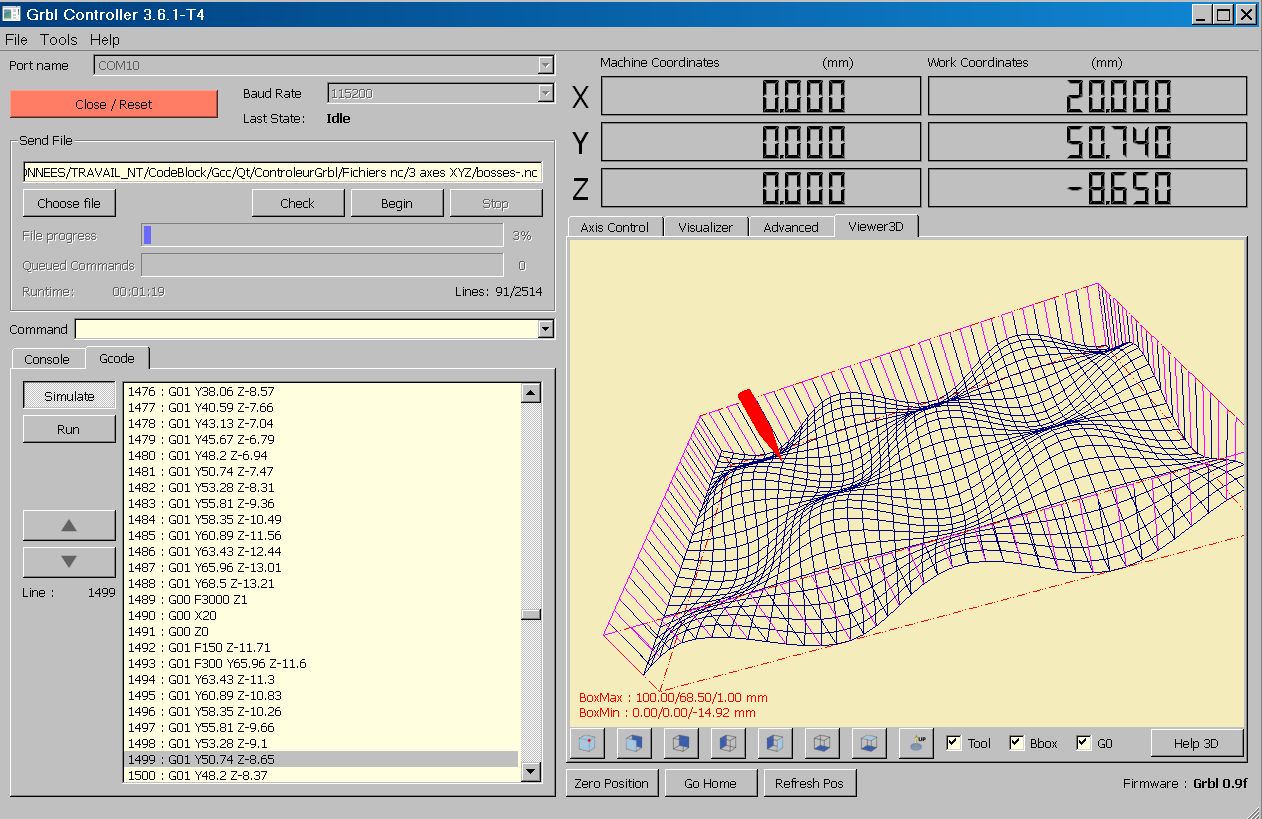 Grbl Controller 3.6.1-T4
File Tools Help
Port name COM10
Close / Reset
Baud Rate 115200
Last State: Idle
Send File
ONNEES/TRAVAIL_NT/CodeBlock/Gcc/Qt/ControleurGrbl/Fichiers nc/3 axes XYZ/bosses-.nc
Choose file Check Begin Stop
File progress 3%
Queued Commands 0
Runtime: 00:01:19 Lines: 91/2514
Command
Console Gcode
Simulate
Run
Line : 1499
1476 : G01 Y38.06 Z-8.57
1477 : G01 Y40.59 Z-7.66
1478 : G01 Y43.13 Z-7.04
1479 : G01 Y45.67 Z-6.79
1480 : G01 Y48.2 Z-6.94
1481 : G01 Y50.74 Z-7.47
1482 : G01 Y53.28 Z-8.31
1483 : G01 Y55.81 Z-9.36
1484 : G01 Y58.35 Z-10.49
1485 : G01 Y60.89 Z-11.56
1486 : G01 Y63.43 Z-12.44
1487 : G01 Y65.96 Z-13.01
1488 : G01 Y68.5 Z-13.21
1489 : G00 F3000 Z1
1490 : G00 X20
1491 : G00 Z0
1492 : G01 F150 Z-11.71
1493 : G01 F300 Y65.96 Z-11.6
1494 : G01 Y63.43 Z-11.3
1495 : G01 Y60.89 Z-10.83
1496 : G01 Y58.35 Z-10.26
1497 : G01 Y55.81 Z-9.66
1498 : G01 Y53.28 Z-9.1
1499 : G01 Y50.74 Z-8.65
1500 : G01 Y48.2 Z-8.37
Machine Coordinates (mm) Work Coordinates (mm)
X 0.000 20.000
Y 0.000 50.740
Z 0.000 -8.650
Axis Control Visualizer Advanced Viewer3D
BoxMax : 100.00/68.50/1.00 mm
BoxMin : 0.00/0.00/-14.92 mm
UP Tool Bbox G0 Help 3D
Zero Position Go Home Refresh Pos Firmware : Grbl 0.9f